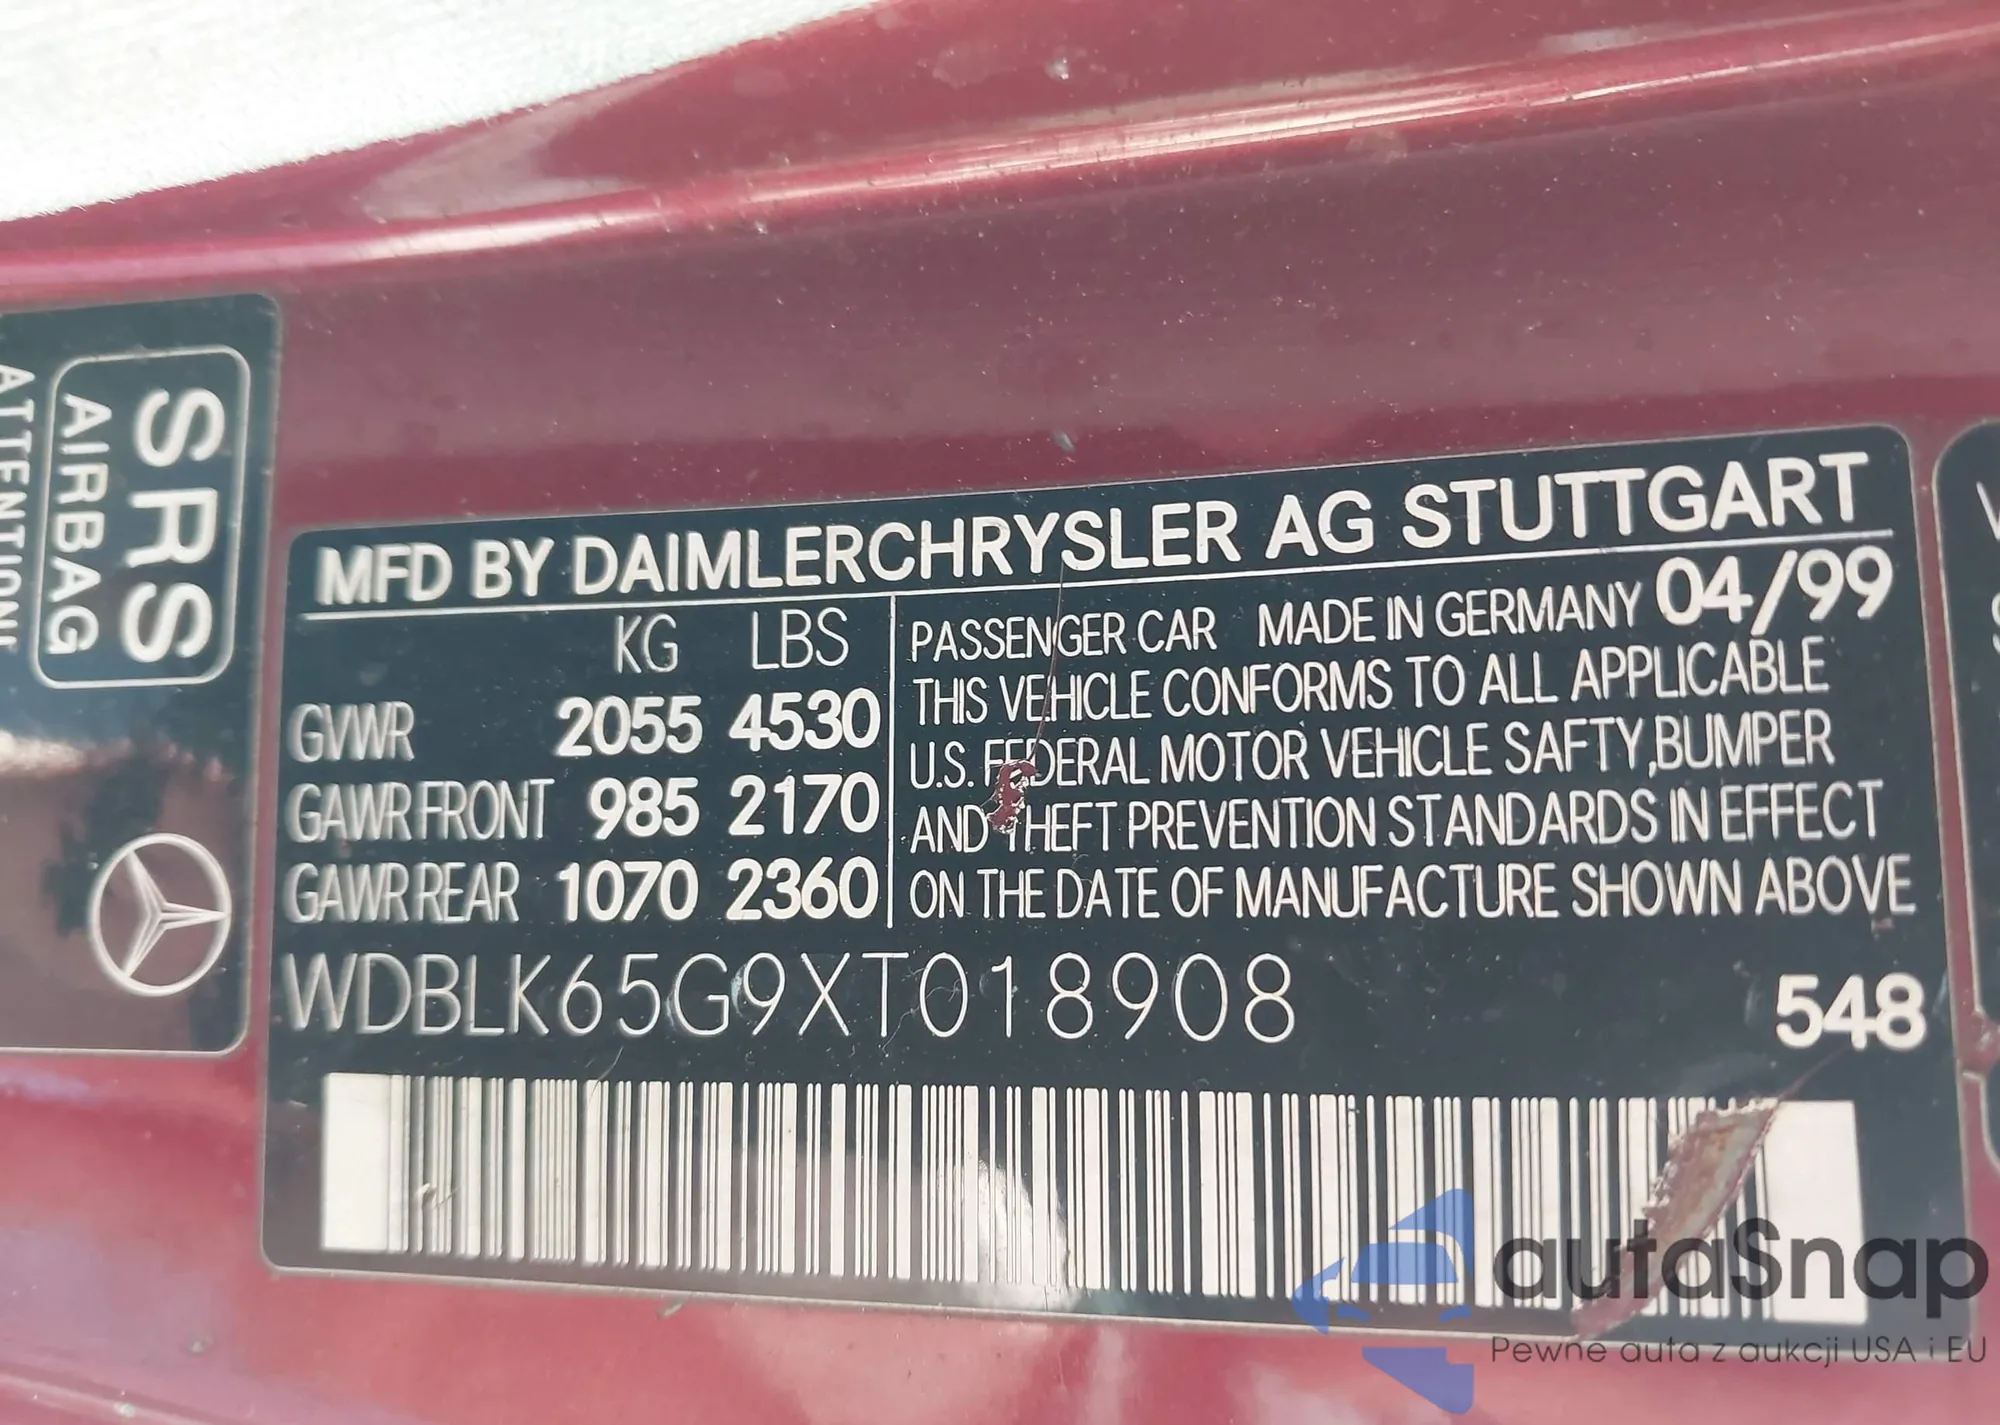 ATTENTION!
SRS
AIRBAG
MFD BY DAIMLERCHRYSLER AG STUTTGART
KG LBS
GVWR 2055 4530
GAWR FRONT 985 2170
GAWR REAR 1070 2360
PASSENGER CAR MADE IN GERMANY 04/99
THIS VEHICLE CONFORMS TO ALL APPLICABLE
U.S. FEDERAL MOTOR VEHICLE SAFTY,BUMPER
AND THEFT PREVENTION STANDARDS IN EFFECT
ON THE DATE OF MANUFACTURE SHOWN ABOVE
WDBLK65G9XT018908 548
autaSnap
Pewne auta z aukcji USA i EU